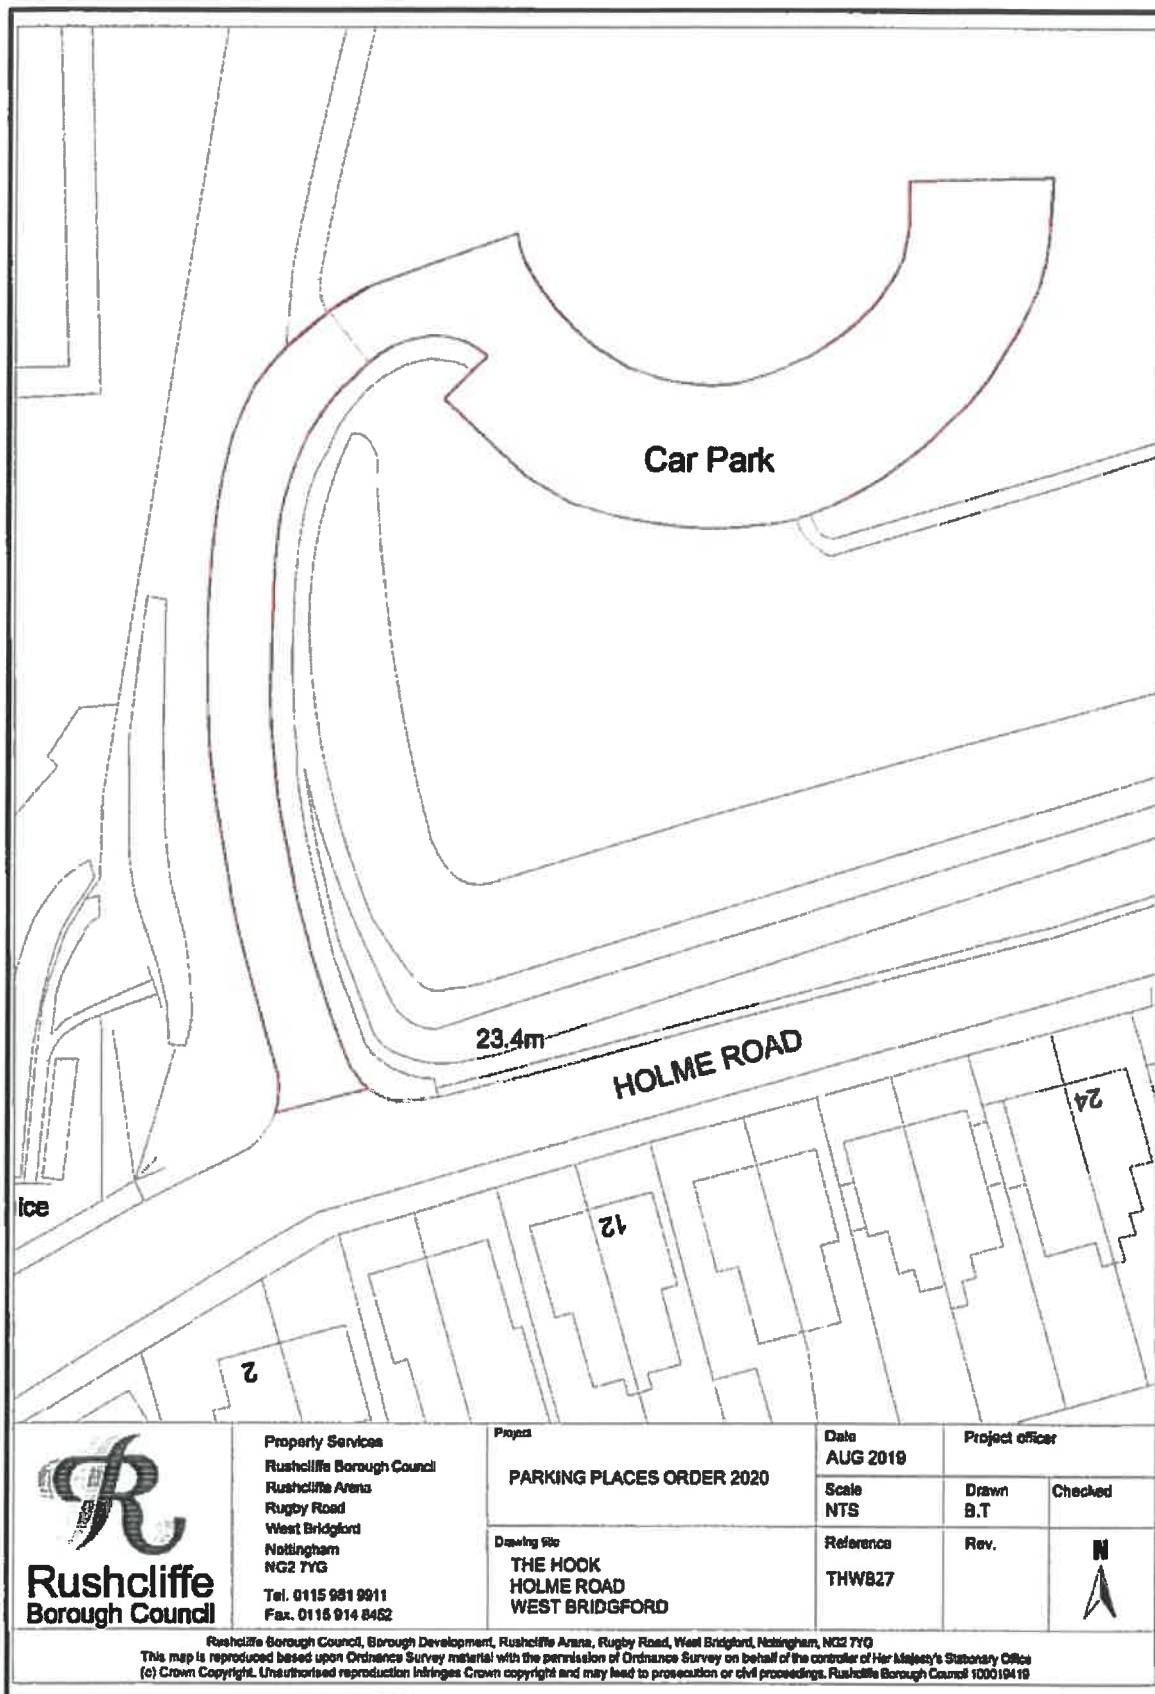 Car Park
23.4m
HOLME ROAD
24
12
ice
2
Rushcliffe
Borough Council
Property Services
Rushcliffe Borough Council
Rushcliffe Arena
Rugby Road
West Bridgford
Nottingham
NG2 7YG
Tel. 0115 981 9911
Fax. 0115 914 8452
Project
PARKING PLACES ORDER 2020
Drawing title
THE HOOK
HOLME ROAD
WEST BRIDGFORD
Date
AUG 2019
Project officer
Scale
NTS
Drawn
B.T
Checked
Reference
THWB27
Rev.
N
Rushcliffe Borough Council, Borough Development, Rushcliffe Arena, Rugby Road, West Bridgford, Nottingham, NG2 7YG
This map is reproduced based upon Ordnance Survey material with the permission of Ordnance Survey on behalf of the controller of Her Majesty's Stationary Office
(c) Crown Copyright. Unauthorised reproduction infringes Crown copyright and may lead to prosecution or civil proceedings. Rushcliffe Borough Council 100019419